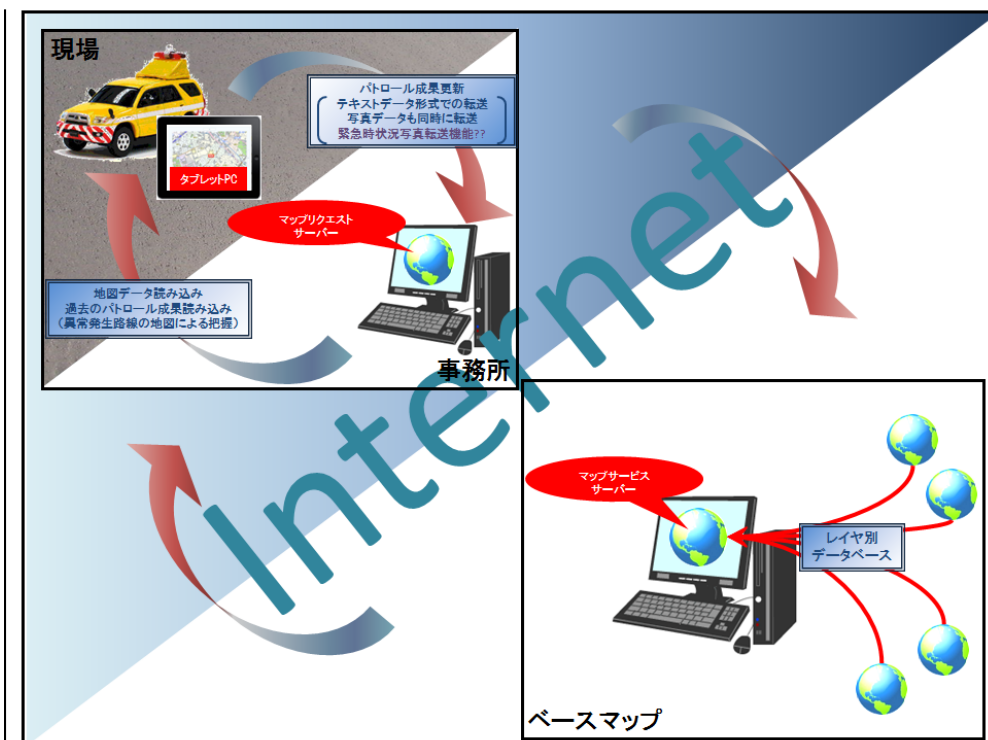 現場
パトロール成果更新
テキストデータ形式での転送
写真データも同時に転送
緊急時状況写真転送機能??
タブレットPC
マップリクエスト
サーバー
地図データ読み込み
過去のパトロール成果読み込み
(異常発生路線の地図による把握)
事務所
Internet
マップサービス
サーバー
レイヤ別
データベース
ベースマップ